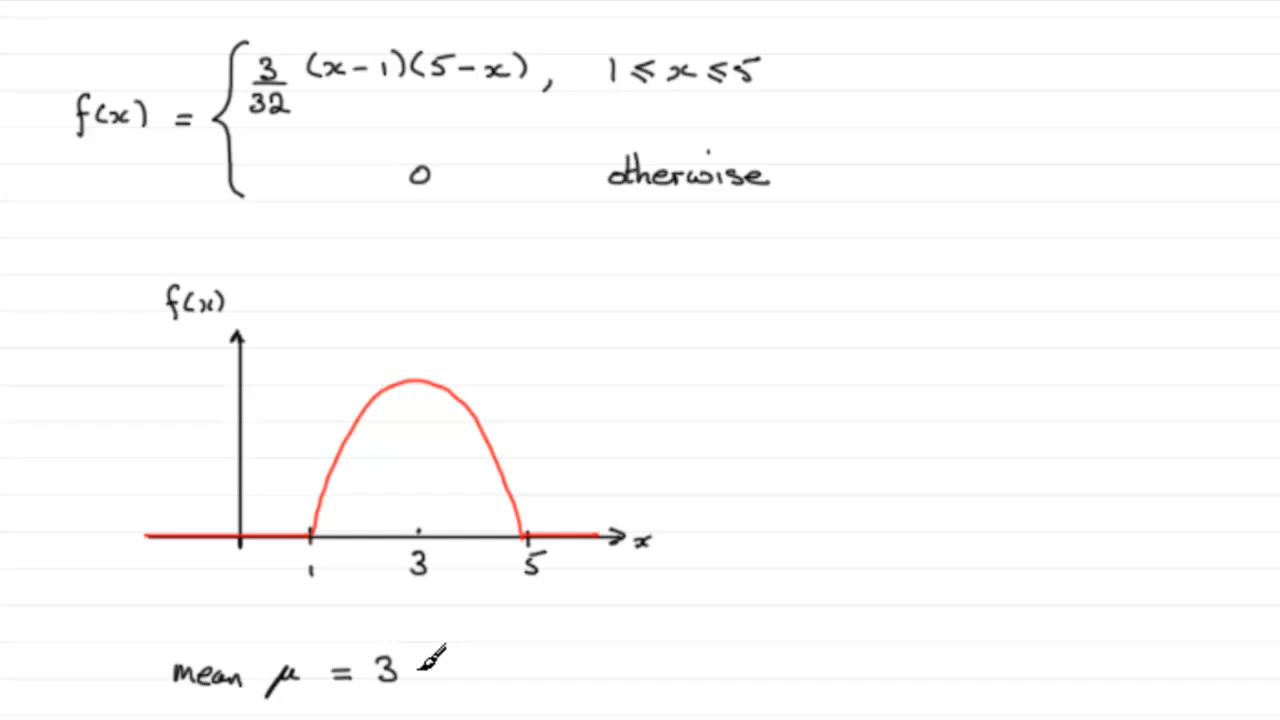 f(x) = { 3/32 (x-1)(5-x), 1 ⩽ x ⩽ 5
0 otherwise
f(x)
x
1 3 5
mean μ = 3